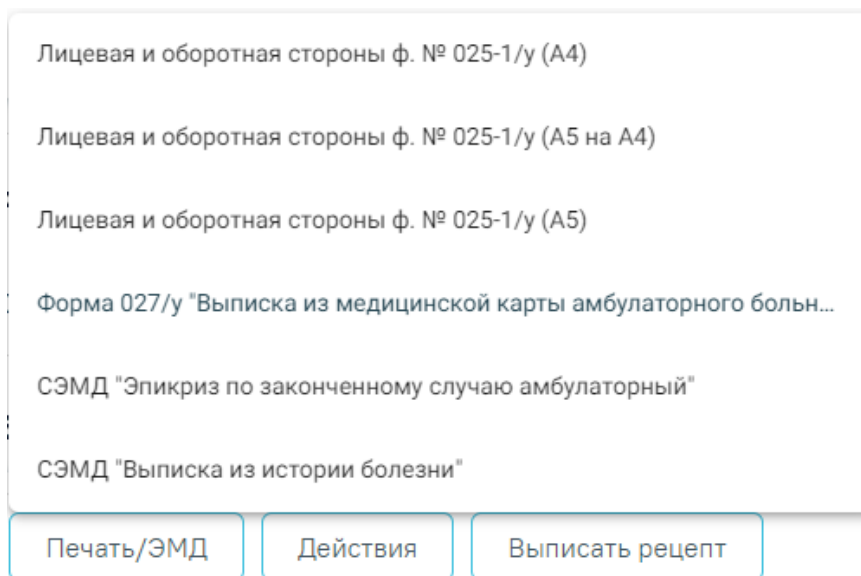 Лицевая и оборотная стороны ф. № 025-1/у (А4)
Лицевая и оборотная стороны ф. № 025-1/у (А5 на А4)
Лицевая и оборотная стороны ф. № 025-1/у (А5)
Форма 027/у "Выписка из медицинской карты амбулаторного больн...
СЭМД "Эпикриз по законченному случаю амбулаторный"
СЭМД "Выписка из истории болезни"
Печать/ЭМД Действия Выписать рецепт